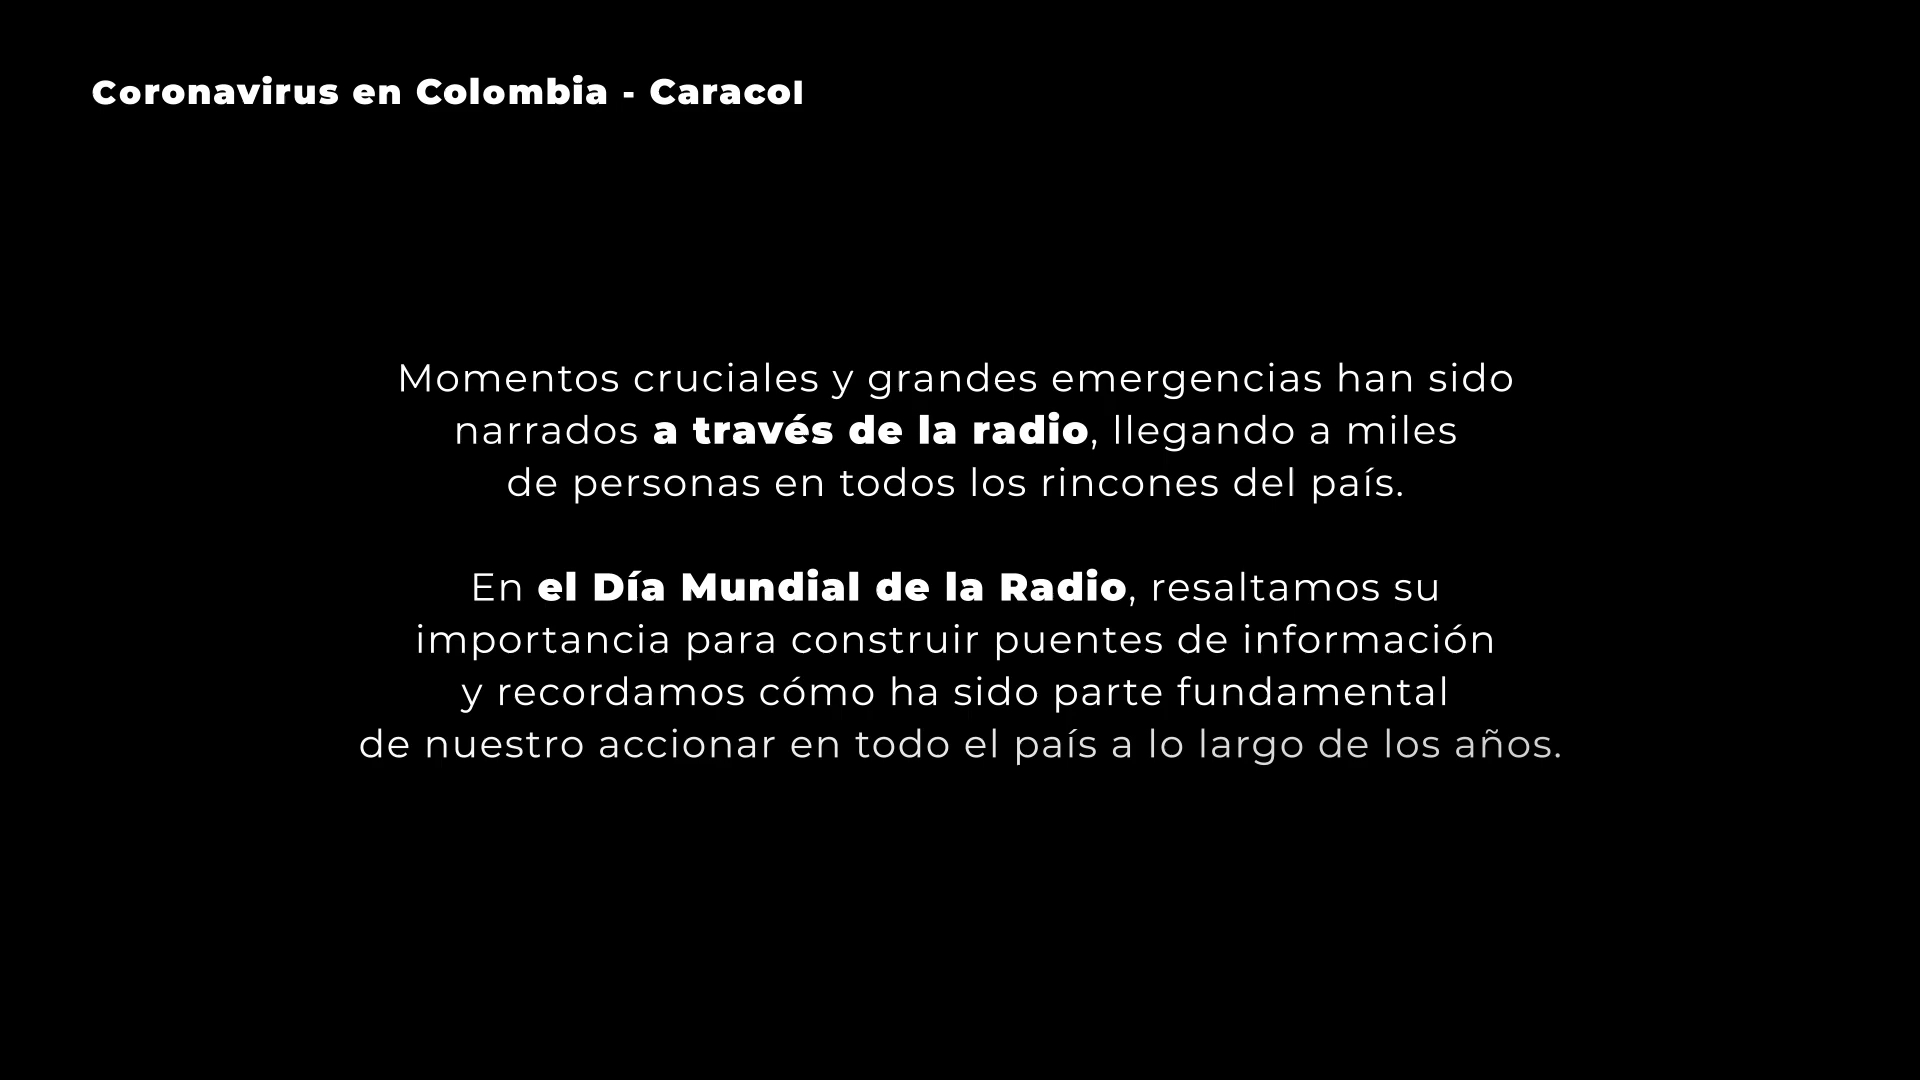 Coronavirus en Colombia - Caracol
Momentos cruciales y grandes emergencias han sido
narrados a través de la radio, llegando a miles
de personas en todos los rincones del país.
En el Día Mundial de la Radio, resaltamos su
importancia para construir puentes de información
y recordamos cómo ha sido parte fundamental
de nuestro accionar en todo el país a lo largo de los años.